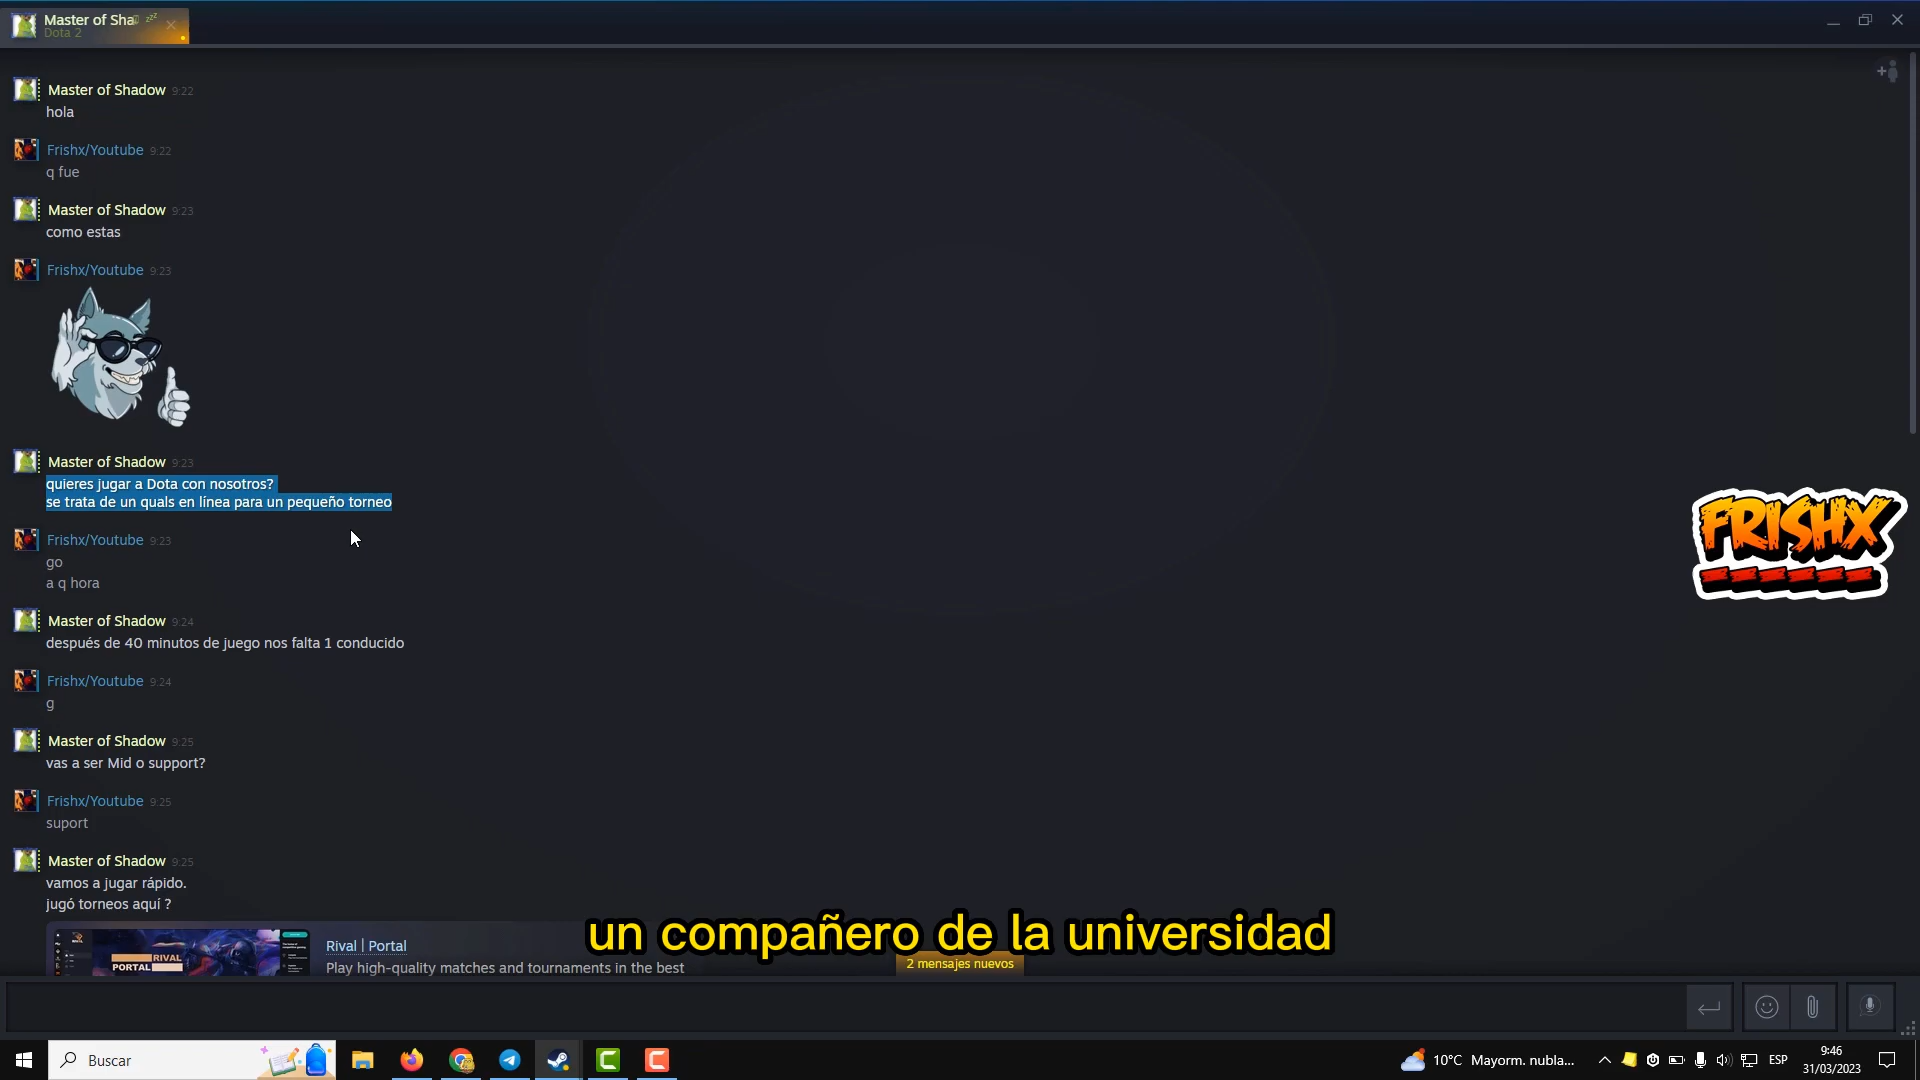 Master of Sha zzz
Dota 2
Master of Shadow 9:22
hola
Frishx/Youtube 9:22
q fue
Master of Shadow 9:23
como estas
Frishx/Youtube 9:23
Master of Shadow 9:23
quieres jugar a Dota con nosotros?
se trata de un quals en línea para un pequeño torneo
Frishx/Youtube 9:23
go
a q hora
FRISHX
Master of Shadow 9:24
después de 40 minutos de juego nos falta 1 conducido
Frishx/Youtube 9:24
g
Master of Shadow 9:25
vas a ser Mid o support?
Frishx/Youtube 9:25
suport
Master of Shadow 9:25
vamos a jugar rápido.
jugó torneos aquí ?
un compañero de la universidad
RIVAL
PORTAL
Rival | Portal
Play high-quality matches and tournaments in the best
2 mensajes nuevos
Buscar
10°C Mayorm. nubla...
ESP
9:46
31/03/2023